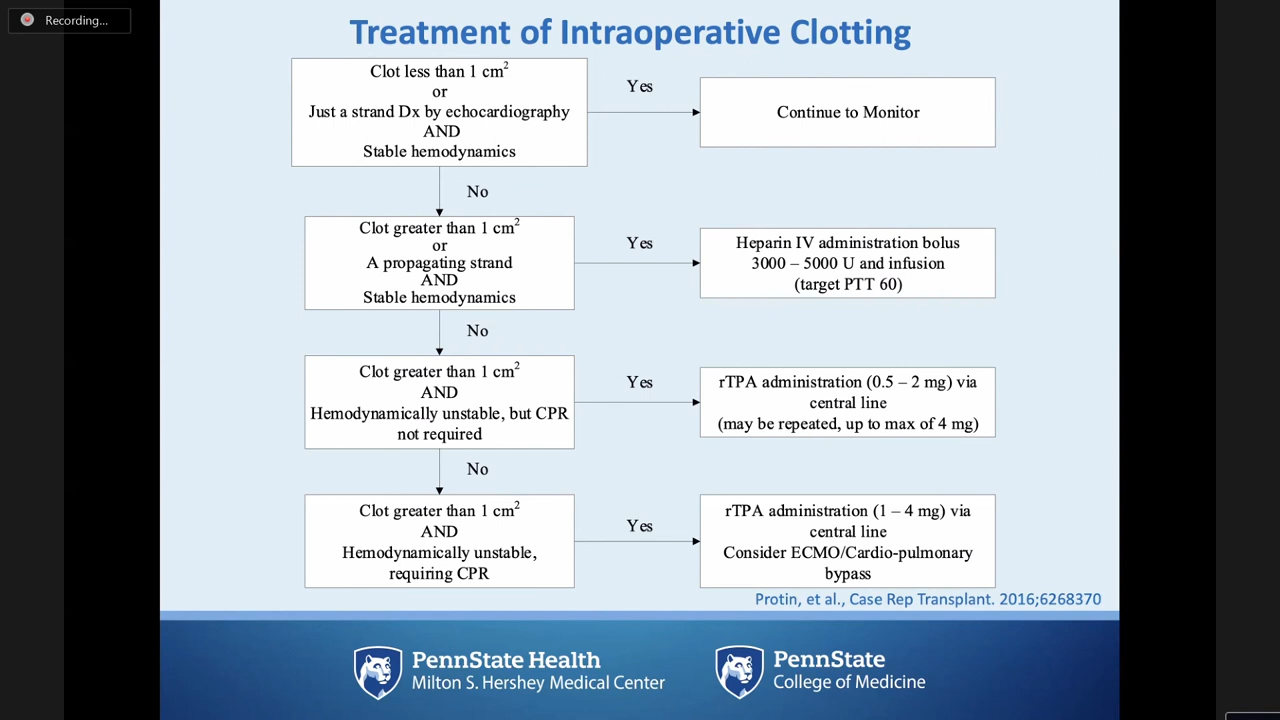 Recording...
Treatment of Intraoperative Clotting
Clot less than 1 cm²
or
Just a strand Dx by echocardiography
AND
Stable hemodynamics
Yes
Continue to Monitor
No
Clot greater than 1 cm²
or
A propagating strand
AND
Stable hemodynamics
Yes
Heparin IV administration bolus
3000 – 5000 U and infusion
(target PTT 60)
No
Clot greater than 1 cm²
AND
Hemodynamically unstable, but CPR
not required
Yes
rTPA administration (0.5 – 2 mg) via
central line
(may be repeated, up to max of 4 mg)
No
Clot greater than 1 cm²
AND
Hemodynamically unstable,
requiring CPR
Yes
rTPA administration (1 – 4 mg) via
central line
Consider ECMO/Cardio-pulmonary
bypass
Protin, et al., Case Rep Transplant. 2016;6268370
PennState Health
Milton S. Hershey Medical Center
PennState
College of Medicine